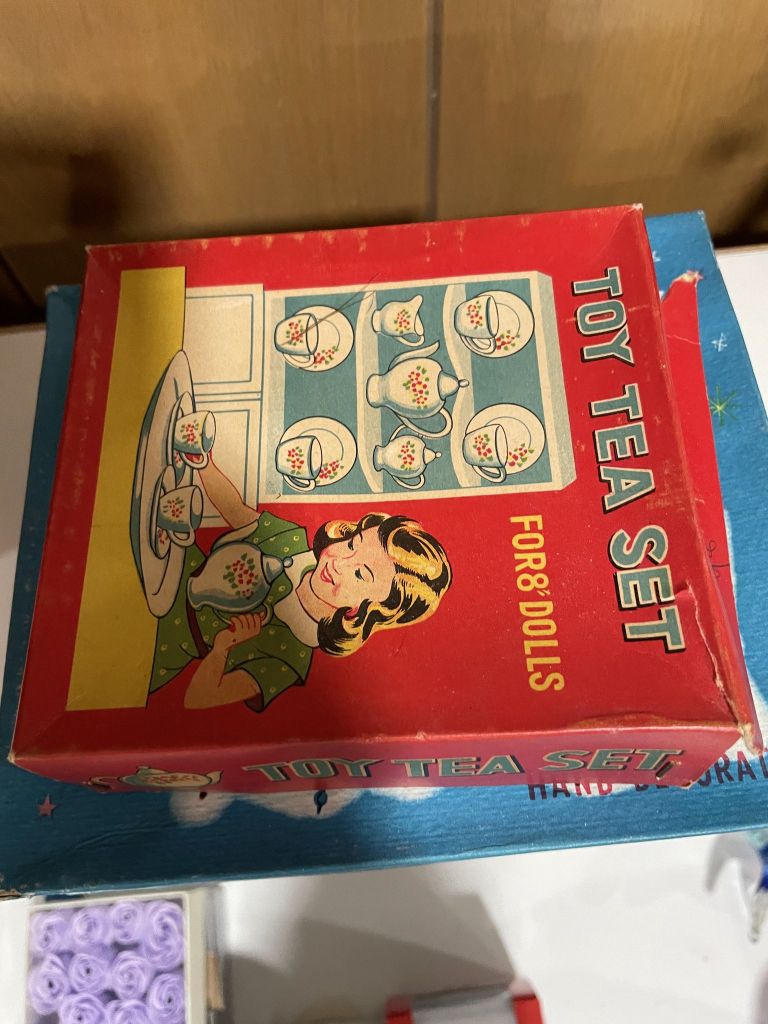 TOY TEA SET
FOR 8" DOLLS
TOY TEA SET
HAND DECORAT